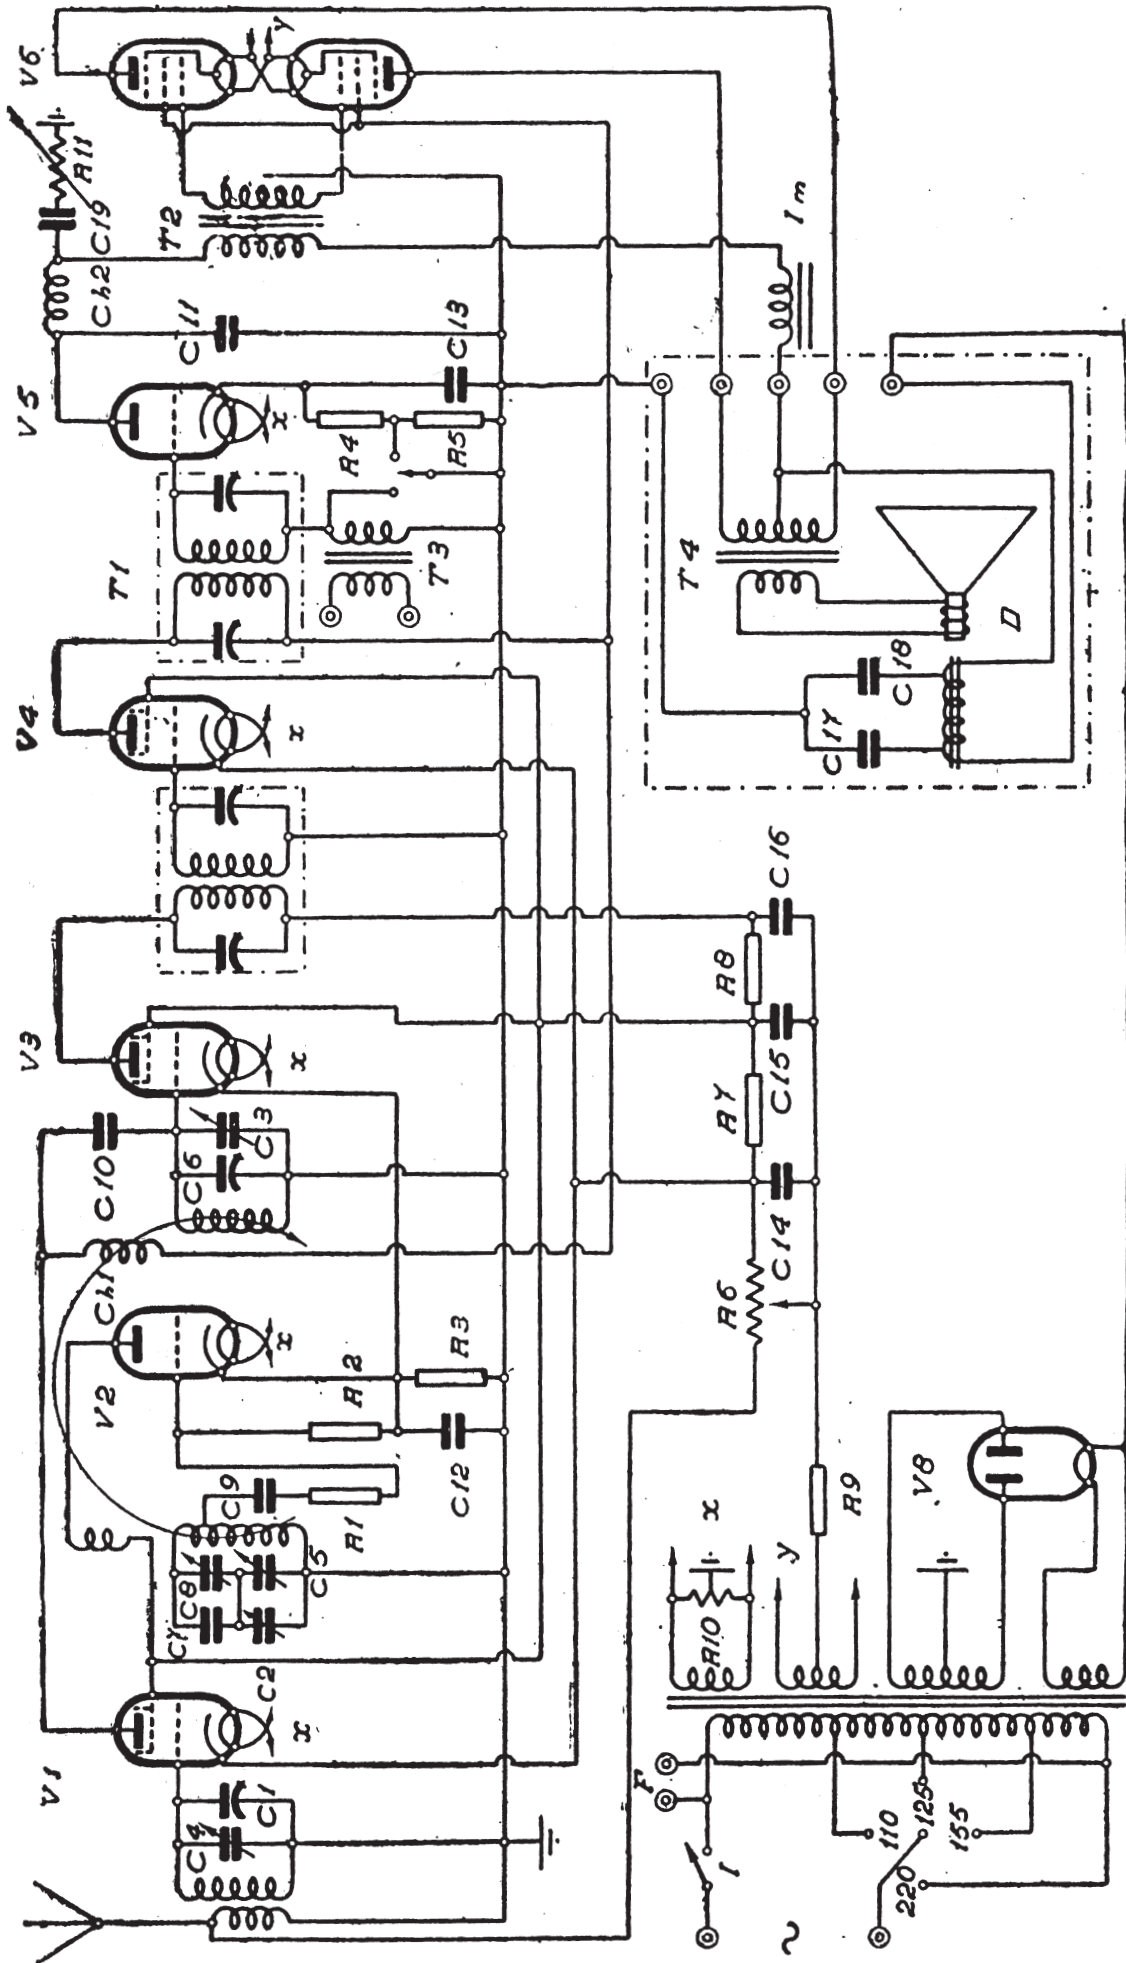 V1
V3
V4
V5
V6
V2
Ch1
C10
T1
Ch2
C19
R11
C4
C7
C8
C6
C11
T2
C1
C2
C9
C5
C3
x
x
x
x
x
y
R1
R2
T3
R4
C12
R3
R5
C13
F
R10
x
R6
R7
R8
T4
1m
I
y
C14
C15
C16
~
110
125
155
220
R9
V8
C17
C18
D